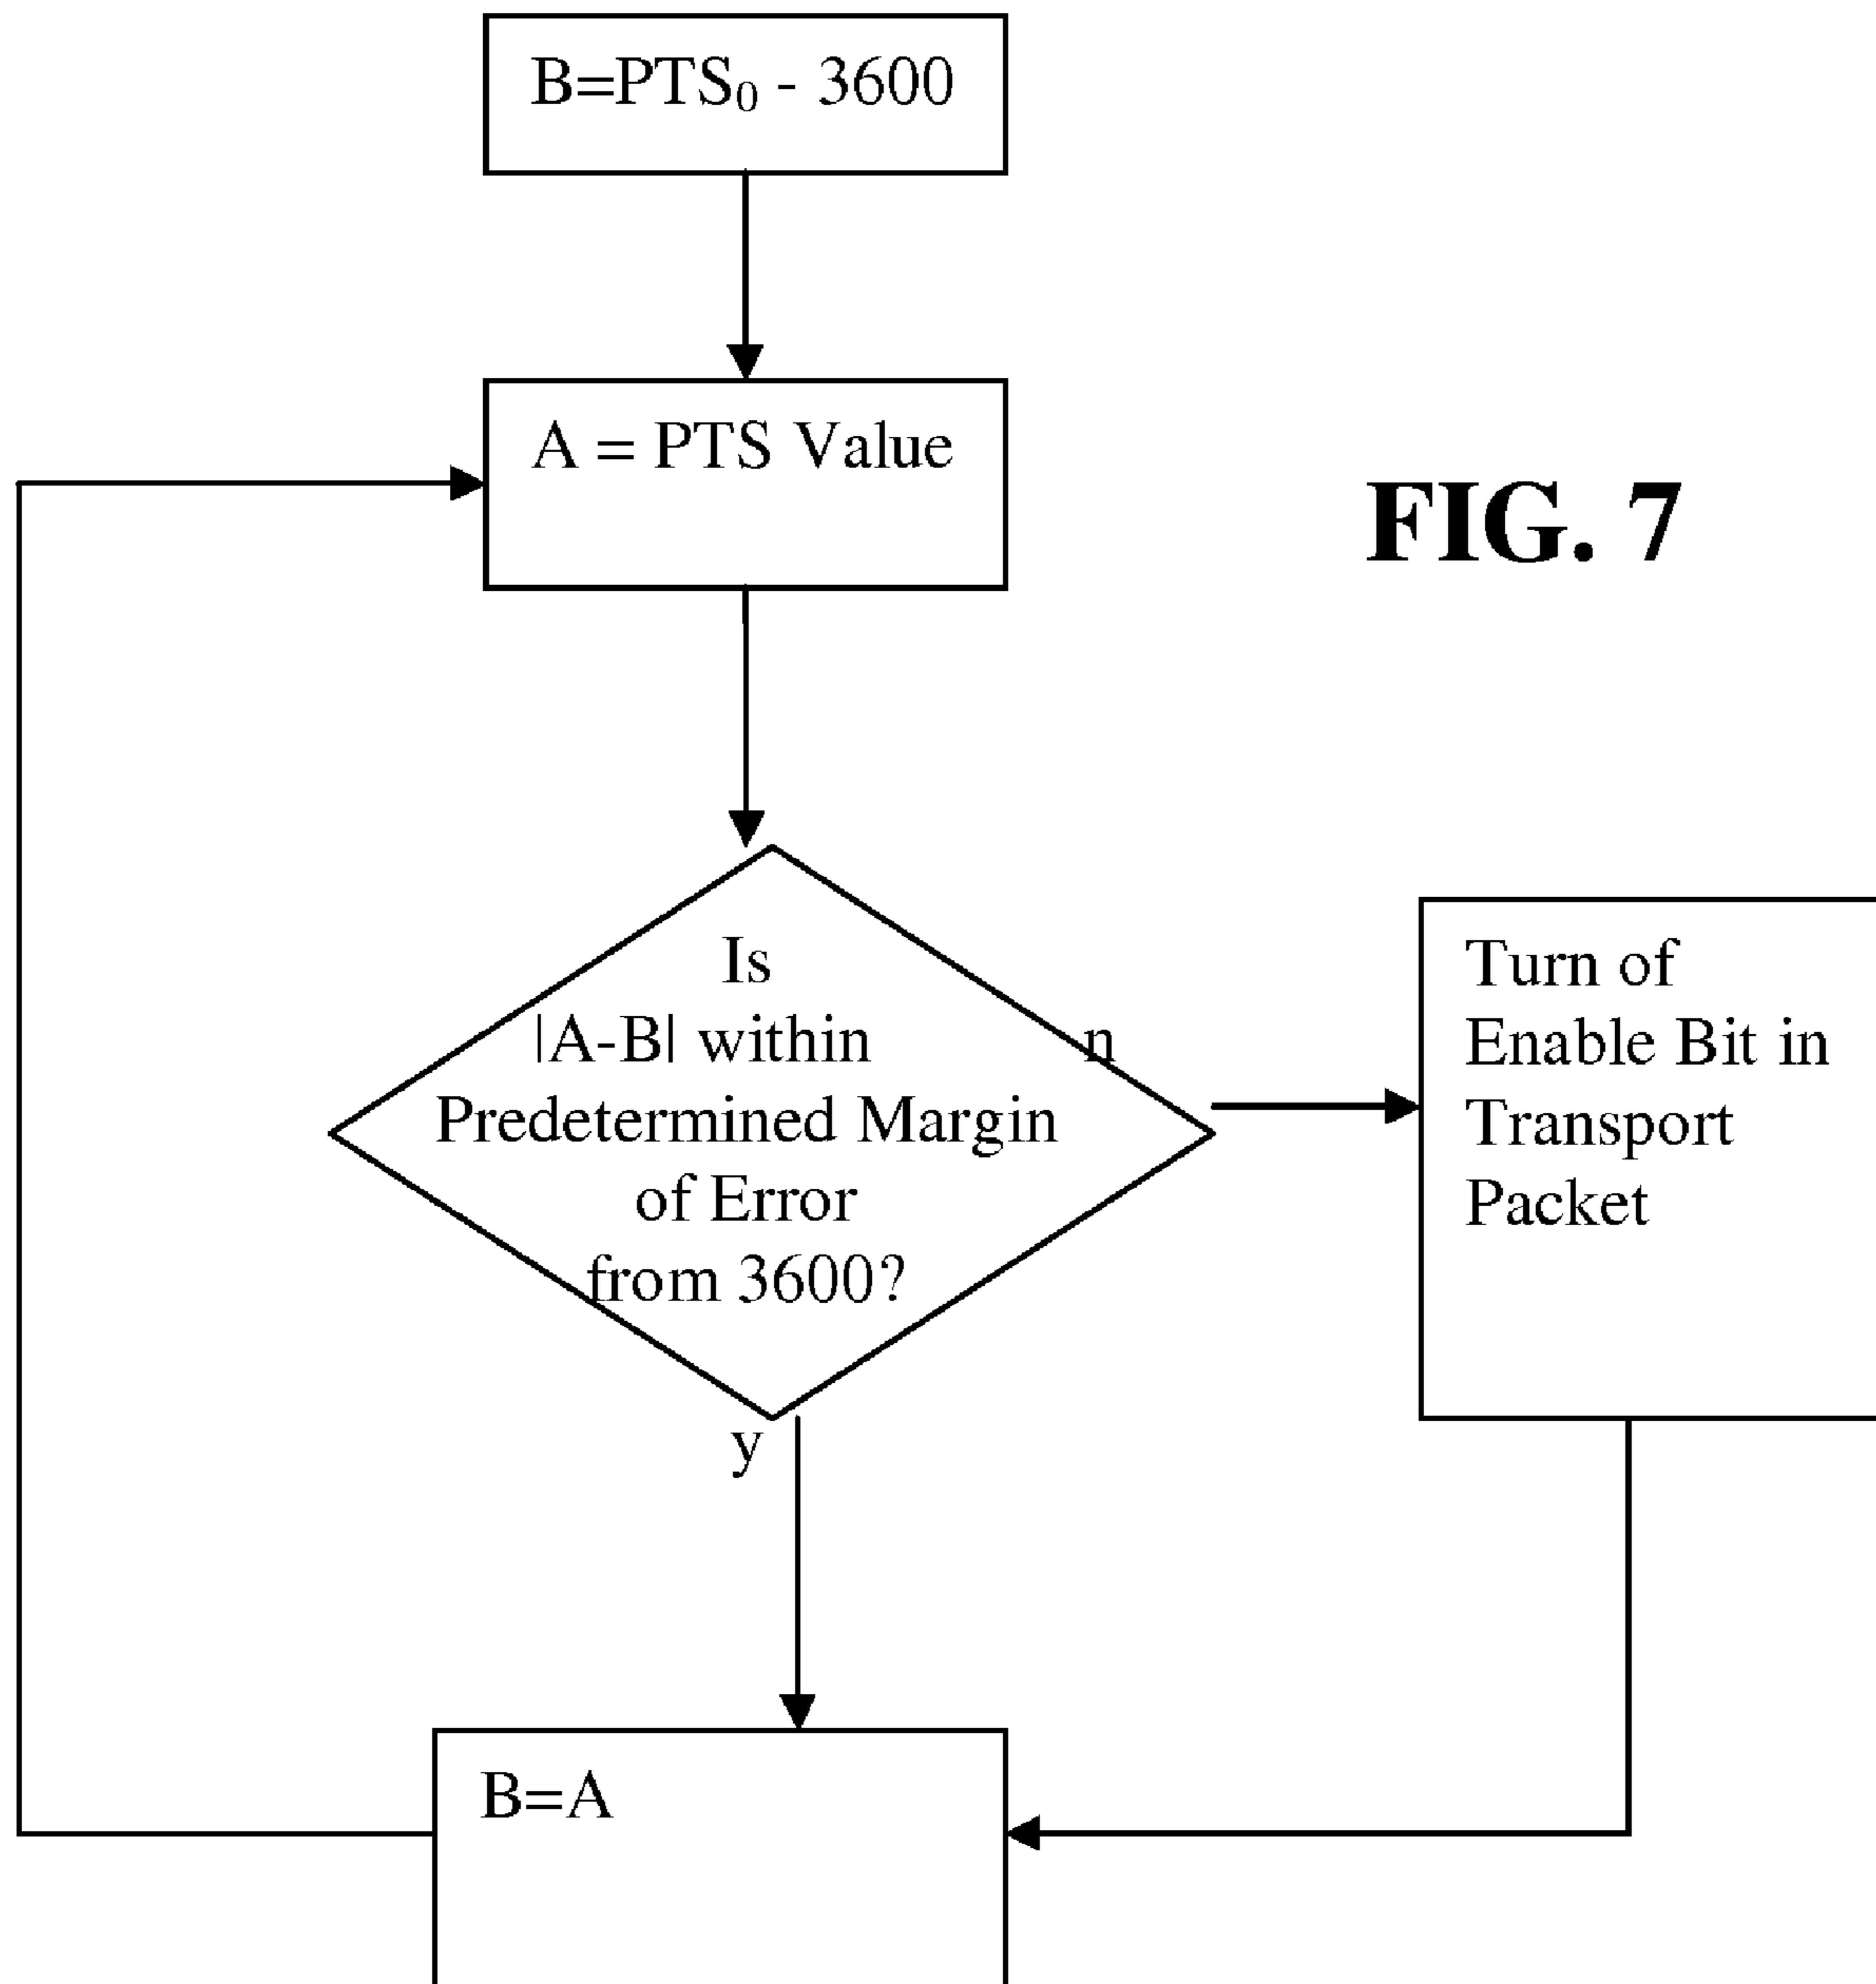 B=PTS₀ - 3600
A = PTS Value
FIG. 7
Is
|A-B| within
n
Predetermined Margin
of Error
from 3600?
Turn of
Enable Bit in
Transport
Packet
y
B=A